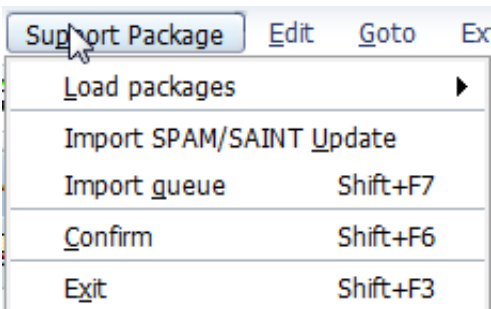 Support Package Edit Goto Ex
Load packages
Import SPAM/SAINT Update
Import queue Shift+F7
Confirm Shift+F6
Exit Shift+F3